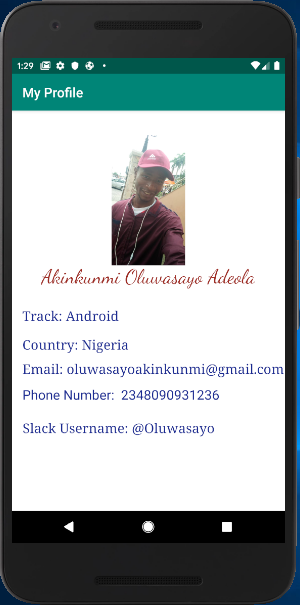 1:29
My Profile
Akinkunmi Oluwasayo Adeola
Track: Android
Country: Nigeria
Email: oluwasayoakinkunmi@gmail.com
Phone Number: 2348090931236
Slack Username: @Oluwasayo